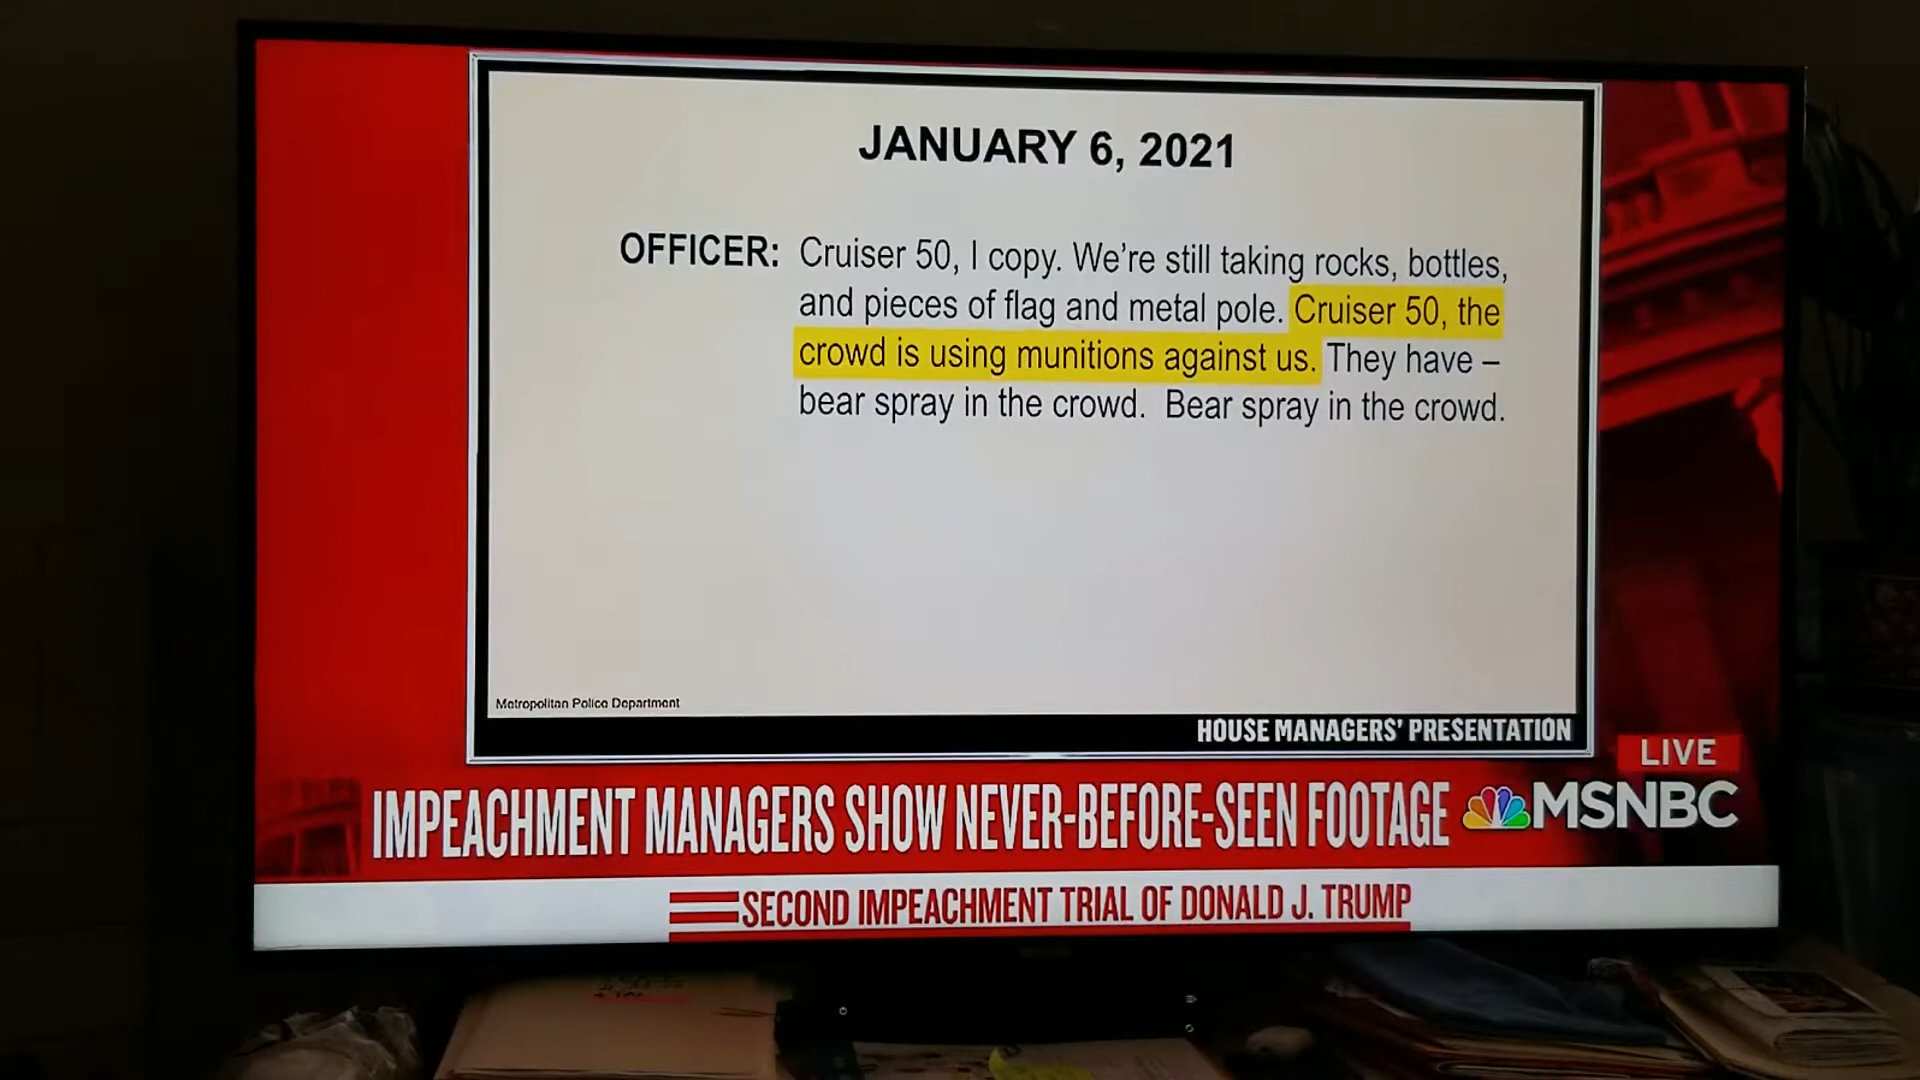 JANUARY 6, 2021
OFFICER: Cruiser 50, I copy. We're still taking rocks, bottles,
and pieces of flag and metal pole. Cruiser 50, the
crowd is using munitions against us. They have –
bear spray in the crowd. Bear spray in the crowd.
Metropolitan Police Department
HOUSE MANAGERS' PRESENTATION
LIVE
IMPEACHMENT MANAGERS SHOW NEVER-BEFORE-SEEN FOOTAGE
MSNBC
SECOND IMPEACHMENT TRIAL OF DONALD J. TRUMP